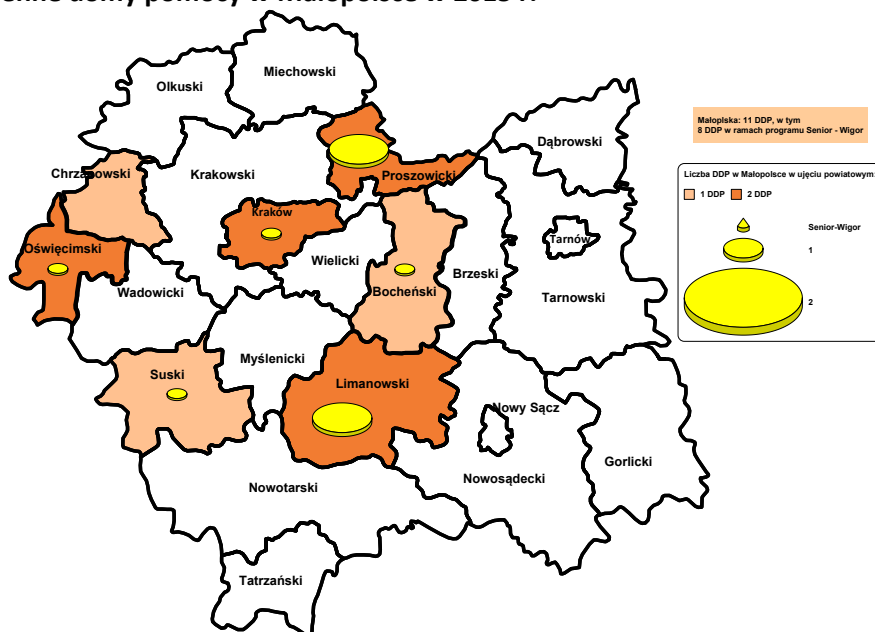 Miechowski
Olkuski
Małoplska: 11 DDP, w tym
8 DDP w ramach programu Senior - Wigor
Dąbrowski
Chrzanowski
Krakowski
Proszowicki
Liczba DDP w Małopolsce w ujęciu powiatowym:
1 DDP
2 DDP
Kraków
Senior-Wigor
Tarnów
Oświęcimski
1
Wielicki
Brzeski
Wadowicki
Bocheński
Tarnowski
2
Myślenicki
Suski
Limanowski
Nowy Sącz
Gorlicki
Nowosądecki
Nowotarski
Tatrzański